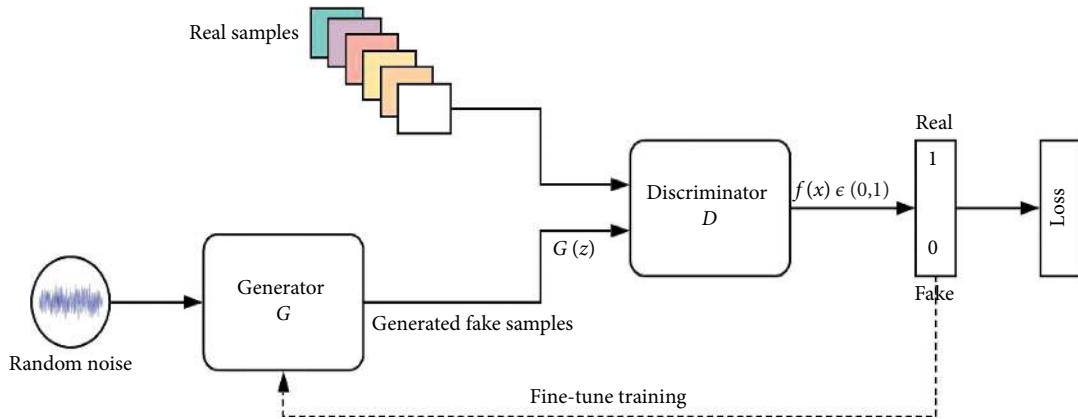 Real samples
Real
1
0
Fake
Discriminator
D
f(x) ϵ (0,1)
Loss
G (z)
Generator
G
Generated fake samples
Random noise
Fine-tune training